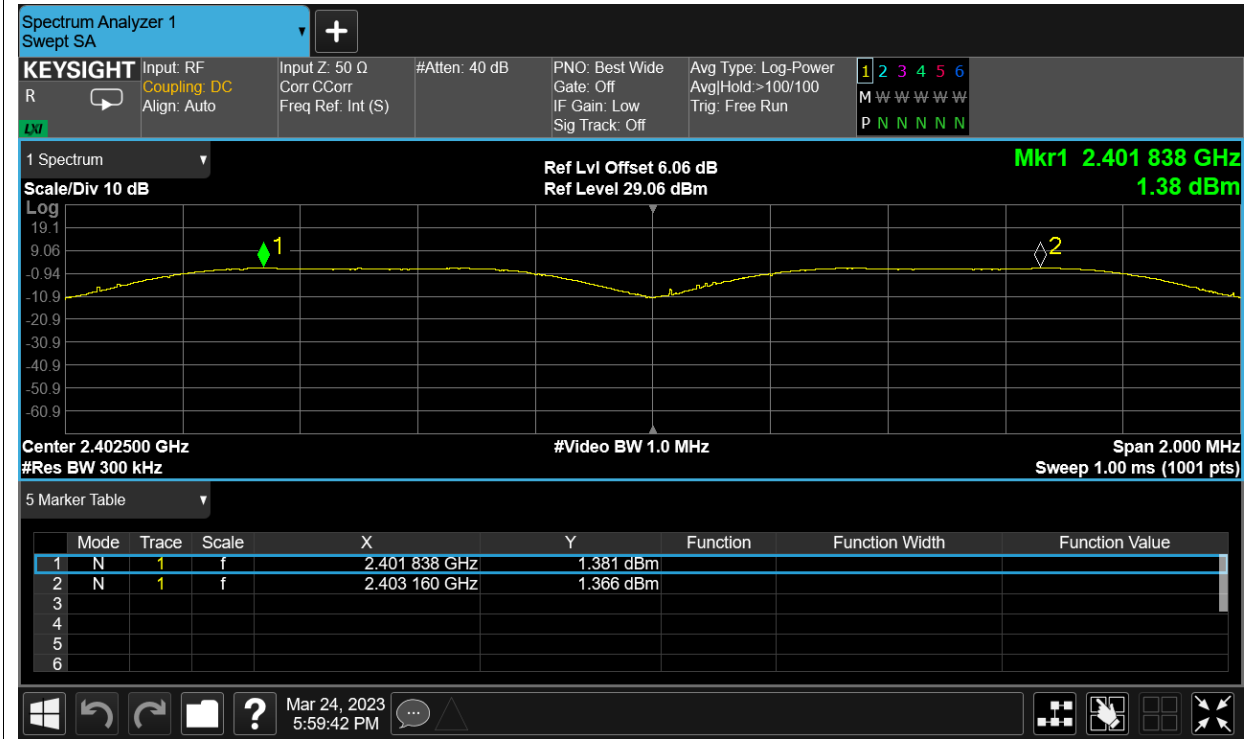 Spectrum Analyzer 1
Swept SA
+
KEYSIGHT
R
LXI
Input: RF
Coupling: DC
Align: Auto
Input Z: 50 Ω
Corr CCorr
Freq Ref: Int (S)
#Atten: 40 dB
PNO: Best Wide
Gate: Off
IF Gain: Low
Sig Track: Off
Avg Type: Log-Power
Avg|Hold:>100/100
Trig: Free Run
1 2 3 4 5 6
M W W W W W
P N N N N N
1 Spectrum
Scale/Div 10 dB
Ref Lvl Offset 6.06 dB
Ref Level 29.06 dBm
Mkr1 2.401 838 GHz
1.38 dBm
Log
19.1
9.06
-0.94
-10.9
-20.9
-30.9
-40.9
-50.9
-60.9
1
2
Center 2.402500 GHz
#Res BW 300 kHz
#Video BW 1.0 MHz
Span 2.000 MHz
Sweep 1.00 ms (1001 pts)
5 Marker Table
Mode Trace Scale X Y Function Function Width Function Value
1 N 1 f 2.401 838 GHz 1.381 dBm
2 N 1 f 2.403 160 GHz 1.366 dBm
3
4
5
6
?
Mar 24, 2023
5:59:42 PM